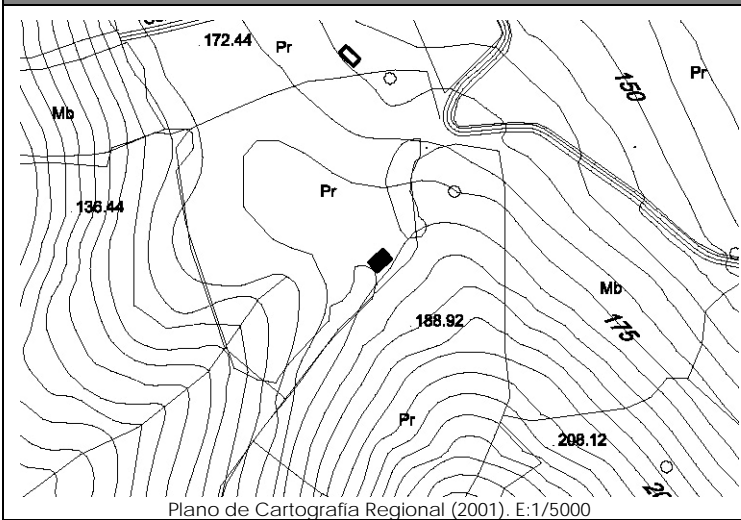 172.44
Pr
Pr
150
Mb
Pr
136.44
Mb
188.92
175
Pr
208.12
Plano de Cartografía Regional (2001). E:1/5000